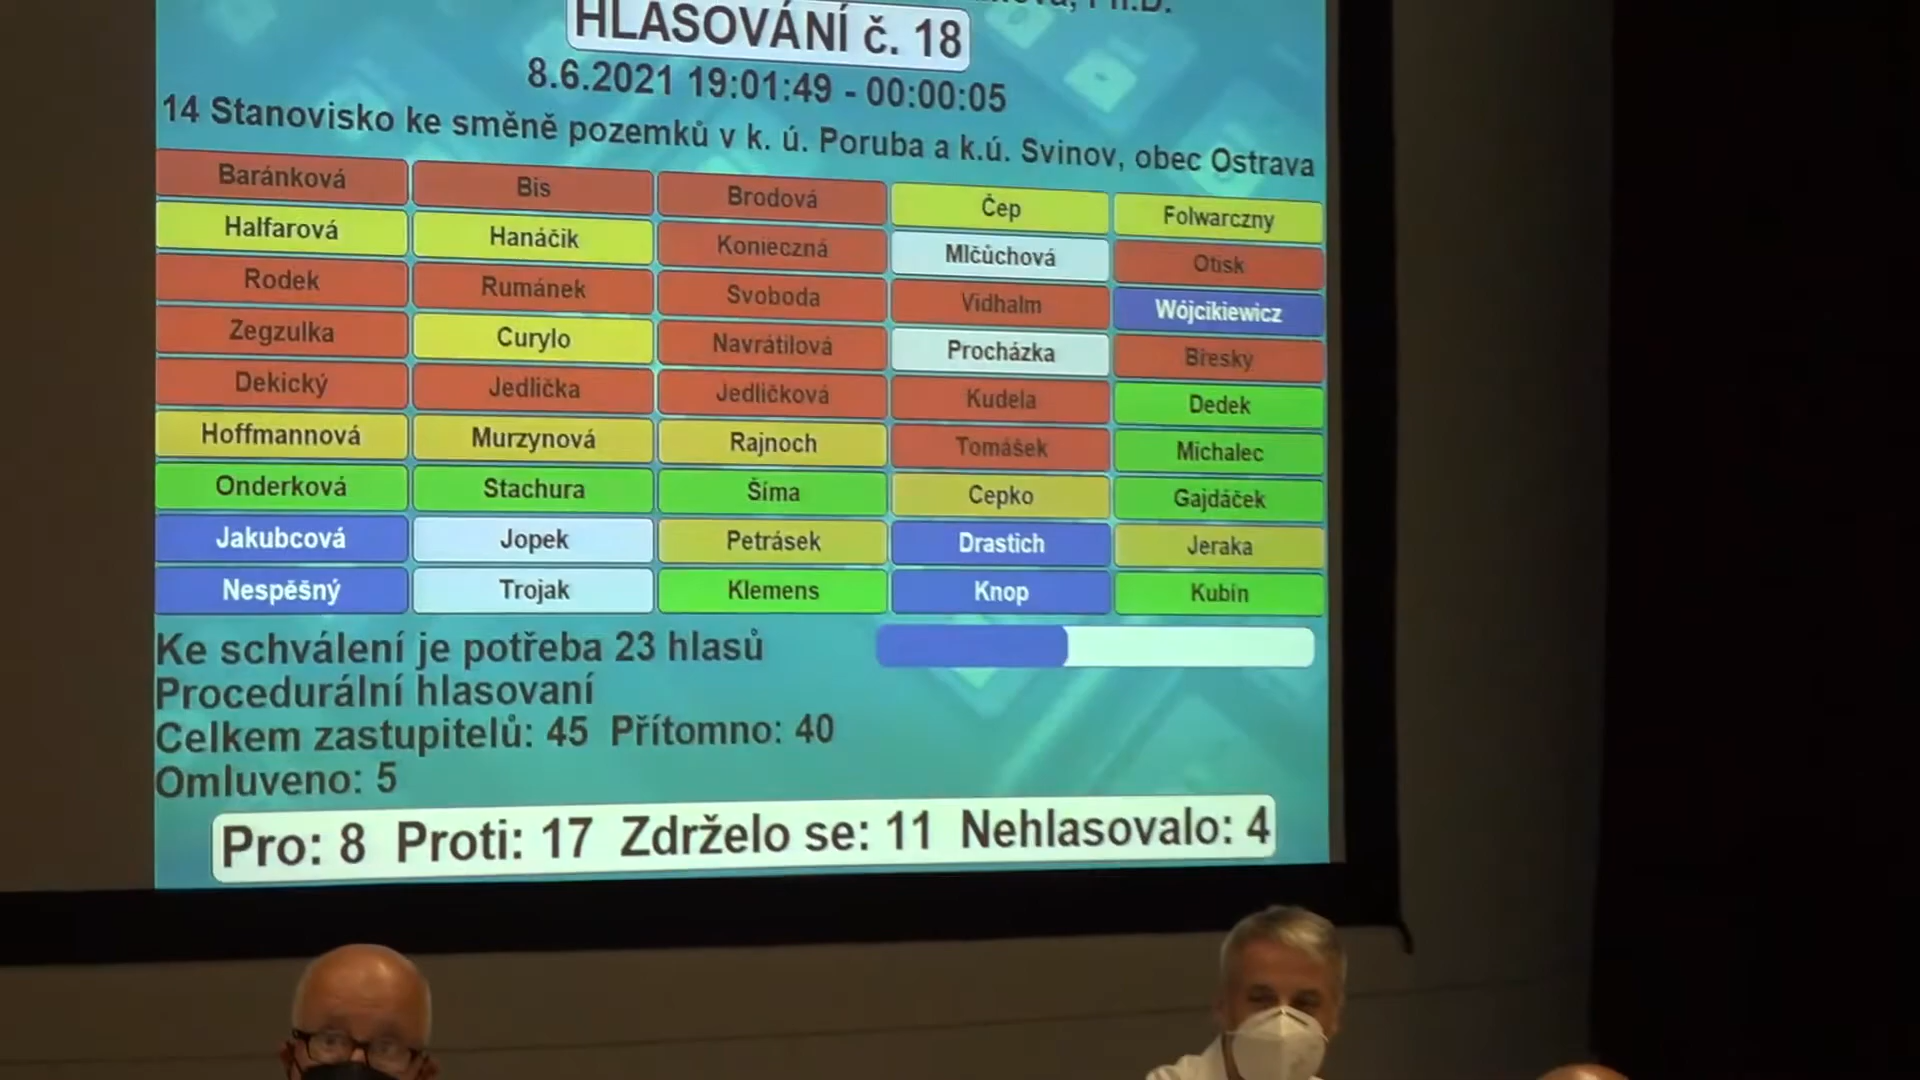 Ph.D.
HLASOVÁNÍ č. 18
8.6.2021 19:01:49 - 00:00:05
14 Stanovisko ke směně pozemků v k. ú. Poruba a k.ú. Svinov, obec Ostrava
Baránková Bis Brodová Čep Folwarczny
Halfarová Hanáčik Konieczná Mlčůchová Otisk
Rodek Rumánek Svoboda Vidhalm Wójcikiewicz
Zegzulka Curylo Navrátilová Procházka Břesky
Dekický Jedlička Jedličková Kudela Dedek
Hoffmannová Murzynová Rajnoch Tomášek Michalec
Onderková Stachura Šíma Cepko Gajdáček
Jakubcová Jopek Petrásek Drastich Jeraka
Nespěšný Trojak Klemens Knop Kubín
Ke schválení je potřeba 23 hlasů
Procedurální hlasovaní
Celkem zastupitelů: 45 Přítomno: 40
Omluveno: 5
Pro: 8 Proti: 17 Zdrželo se: 11 Nehlasovalo: 4